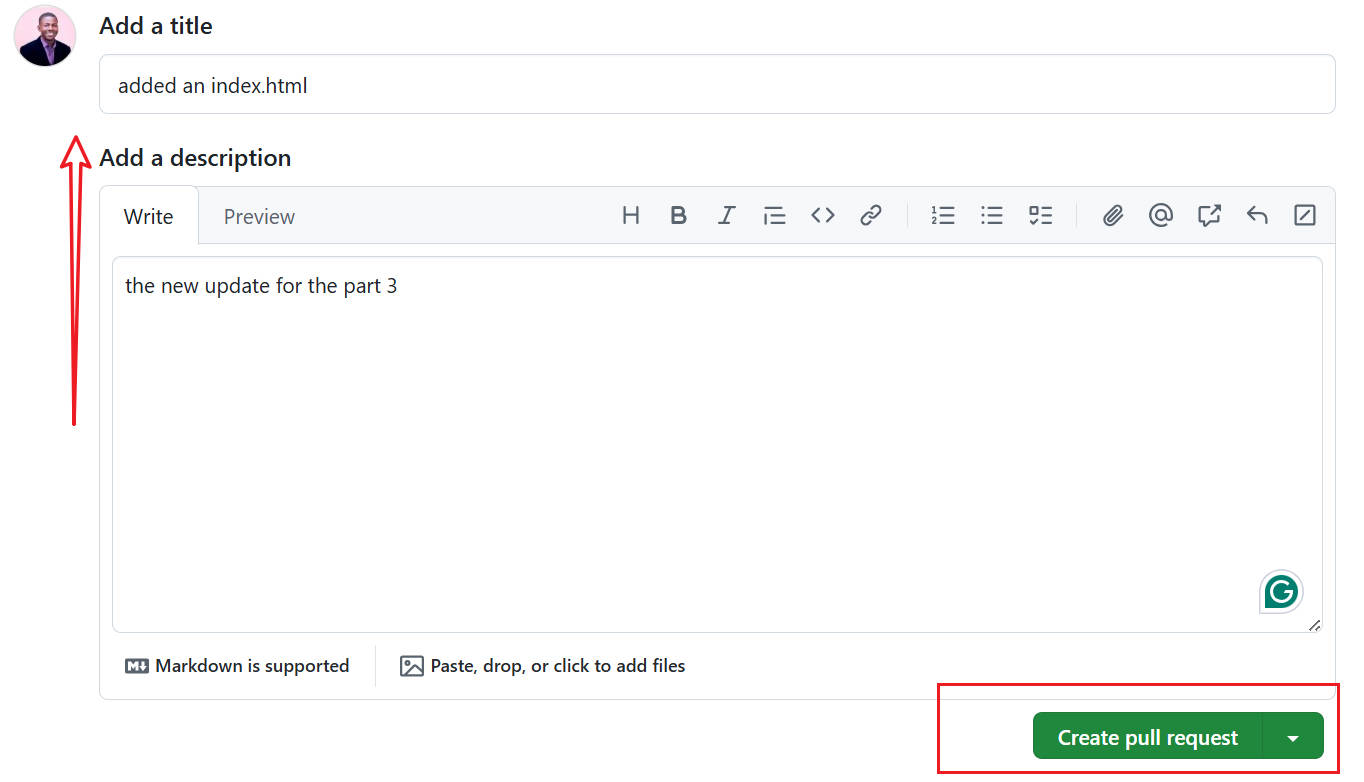 Add a title
added an index.html
Add a description
Write Preview
the new update for the part 3
Markdown is supported Paste, drop, or click to add files
Create pull request